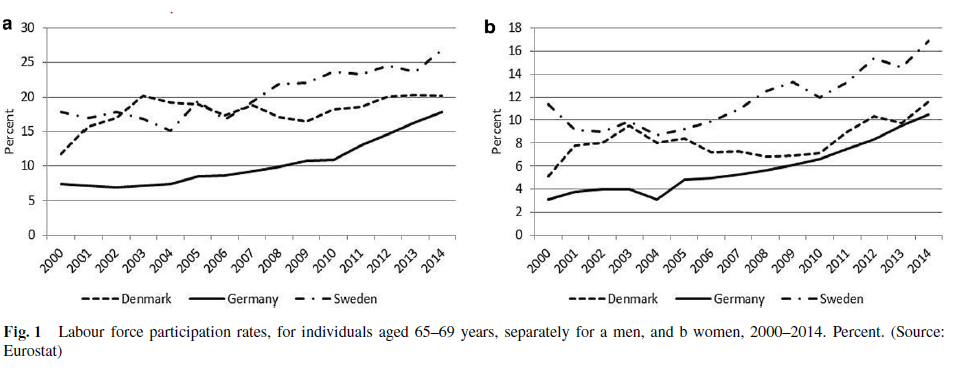 a
30
25
20
15
10
5
0
Percent
2000 2001 2002 2003 2004 2005 2006 2007 2008 2009 2010 2011 2012 2013 2014
Denmark Germany Sweden
b
18
16
14
12
10
8
6
4
2
0
Percent
2000 2001 2002 2003 2004 2005 2006 2007 2008 2009 2010 2011 2012 2013 2014
Denmark Germany Sweden
Fig. 1 Labour force participation rates, for individuals aged 65–69 years, separately for a men, and b women, 2000–2014. Percent. (Source:
Eurostat)